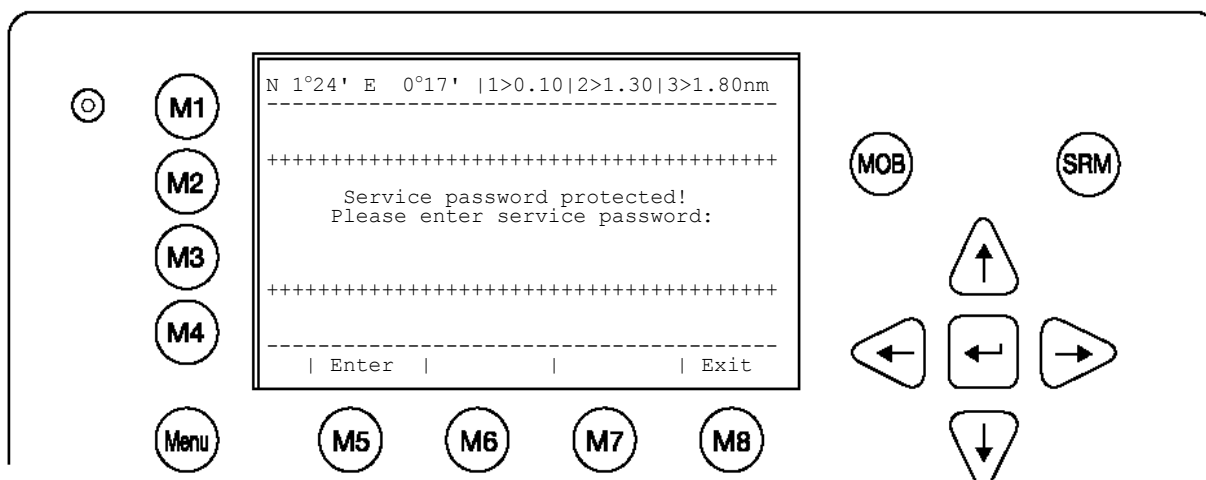 N 1°24' E 0°17' |1>0.10|2>1.30|3>1.80nm
----------------------------------------
++++++++++++++++++++++++++++++++++++++++
Service password protected!
Please enter service password:
++++++++++++++++++++++++++++++++++++++++
----------------------------------------
| Enter | | | Exit
M1
M2
M3
M4
Menu
M5 M6 M7 M8
MOB SRM